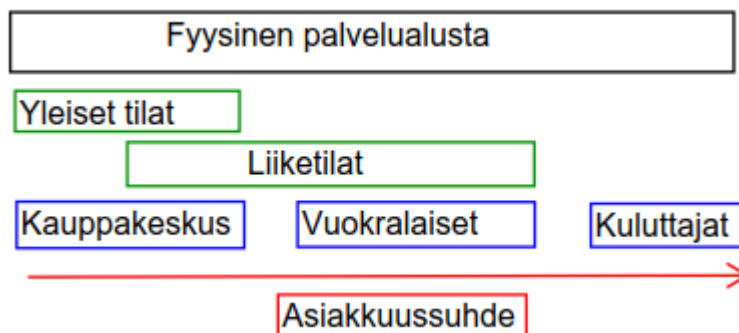 Fyysinen palvelualusta
Yleiset tilat
Liiketilat
Kauppakeskus Vuokralaiset Kuluttajat
Asiakkuussuhde